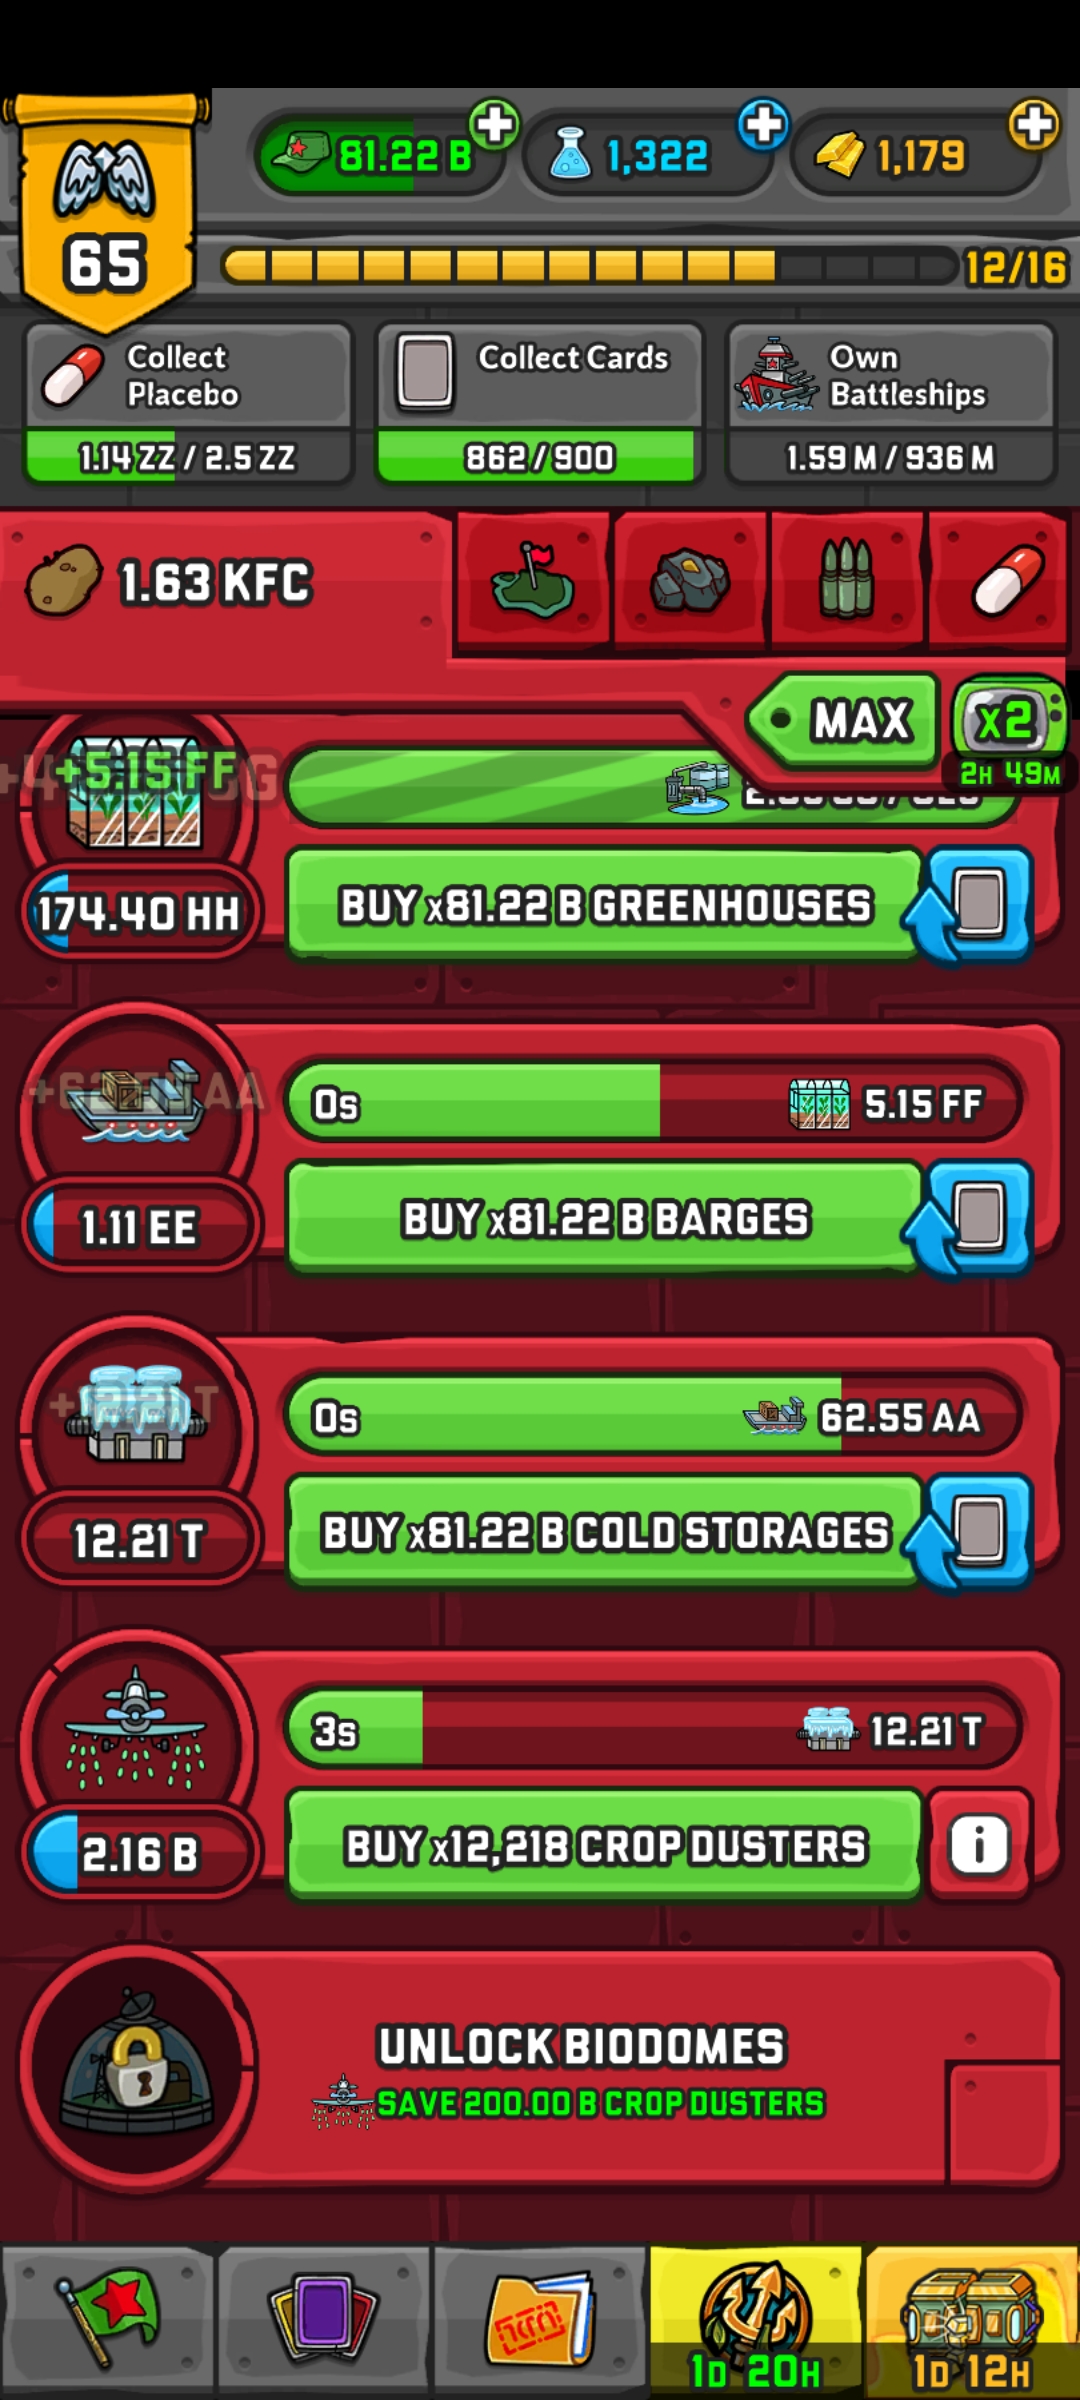 81.22 B
1,322
1,179
65
12/16
Collect
Placebo
Collect Cards
Own
Battleships
1.14 ZZ / 2.5 ZZ
862/900
1.59 M / 936 M
1.63 KFC
MAX
x2
2H 49M
+5.15 FF
174.40 HH
BUY x81.22 B GREENHOUSES
0s
5.15 FF
1.11 EE
BUY x81.22 B BARGES
0s
62.55 AA
12.21 T
BUY x81.22 B COLD STORAGES
3s
12.21 T
2.16 B
BUY x12,218 CROP DUSTERS
i
UNLOCK BIODOMES
SAVE 200.00 B CROP DUSTERS
1D 20H
1D 12H